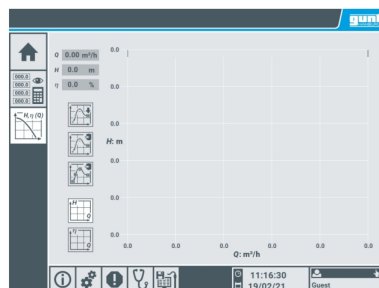 gunt
Q 0.00 m³/h
H 0.0 m
η 0.0 %
000.0
000.0
000.0
H,η (Q)
H
Q
η
Q
0.0
0.0
0.0
0.0
0.0
0.0
H: m
0.0 0.0 0.0 0.0 0.0 0.0
Q: m³/h
11:16:30
19/02/21
Guest